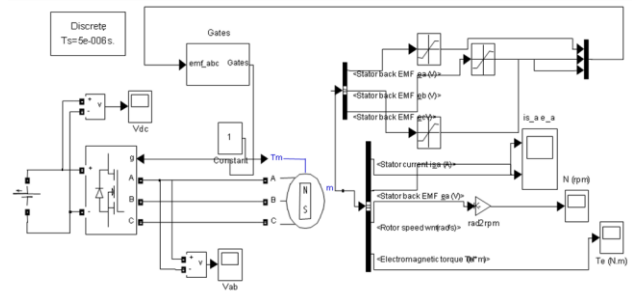 Discrete,
Ts=5e-006s.
Gates
emf_abc
Gates
<Stator back EMF ea (V)>
<Stator back EMF eb (V)>
<Stator back EMF ec(V)>
is_a e_a
+
-
v
Vdc
1
Constant
g
Tm
+
A
A
N
S
m
<Stator current is_a (A)>
N (rpm)
-
B
B
<Stator back EMF ea (V)>
rad2rpm
C
C
<Rotor speed wm(rad/s)>
+
-
v
Vab
<Electromagnetic torque Te(N*m)>
Te (N.m)